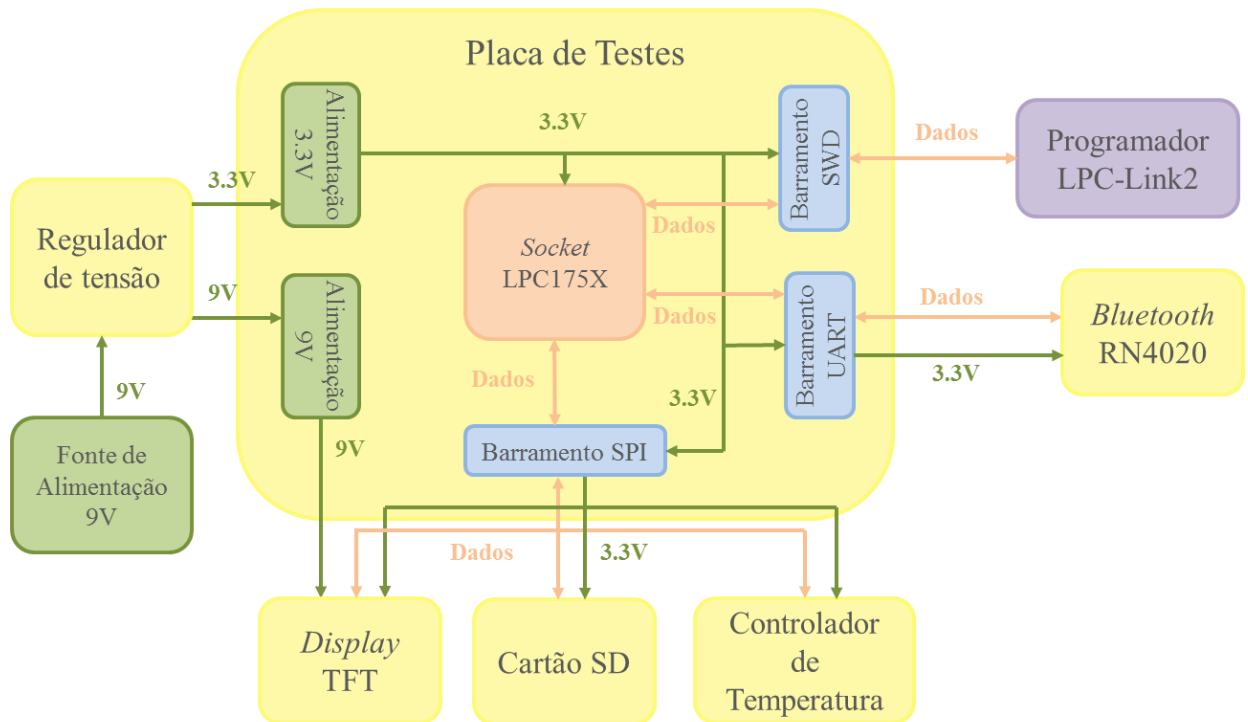 Placa de Testes
Alimentação
3.3V
3.3V
Barramento
SWD
Dados
Programador
LPC-Link2
3.3V
Regulador
de tensão
Dados
Socket
LPC175X
9V
Alimentação
9V
Dados
Barramento
UART
Dados
Bluetooth
RN4020
3.3V
9V
Dados
3.3V
9V
Barramento SPI
Fonte de
Alimentação
9V
Dados
3.3V
Display
TFT
Cartão SD
Controlador
de
Temperatura